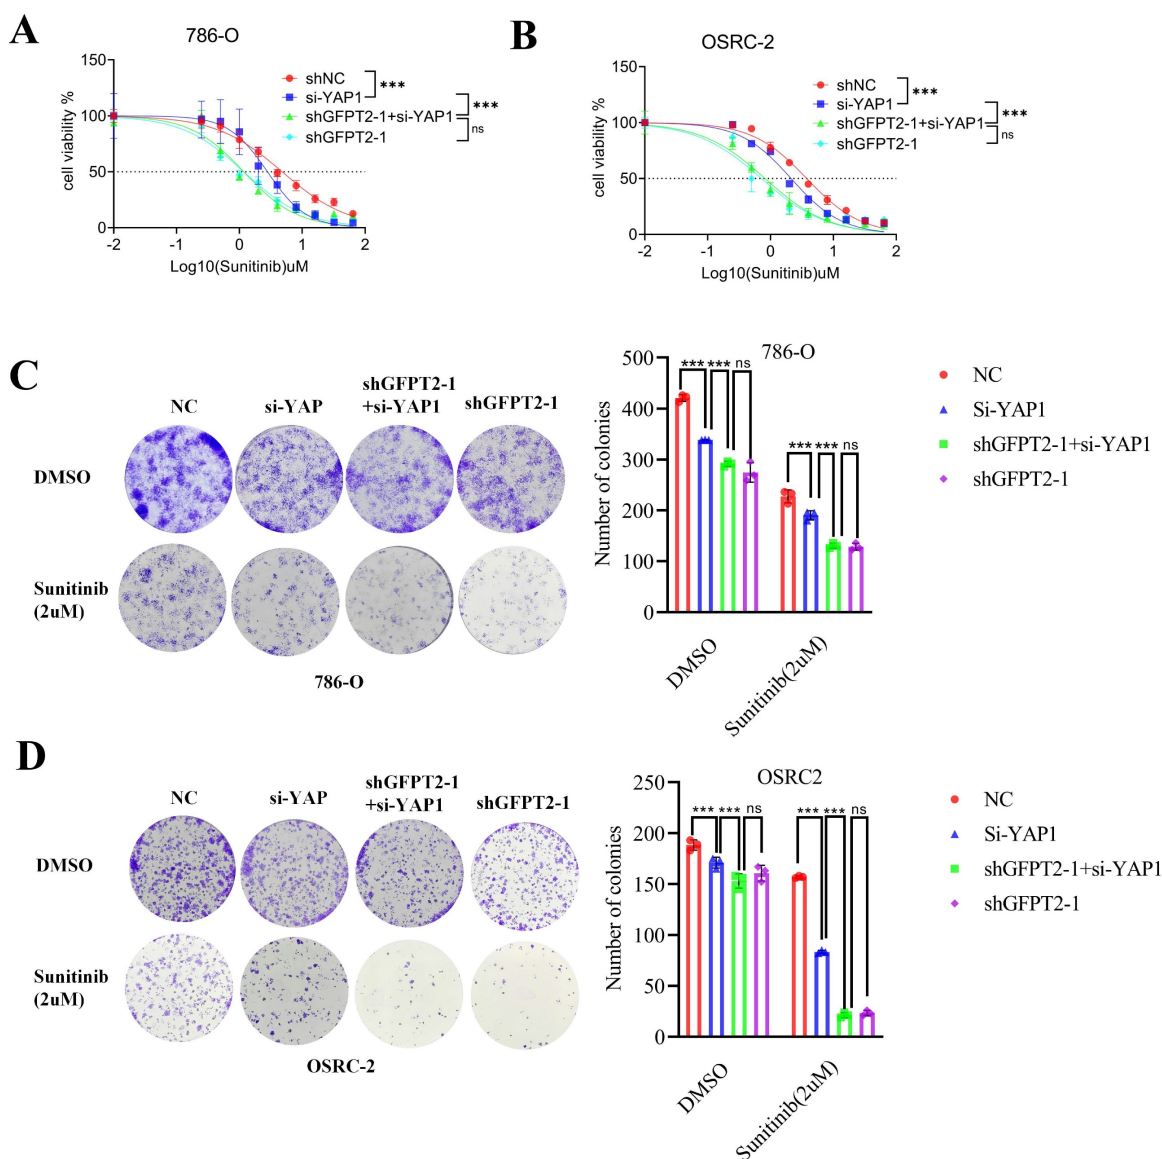 A
786-O
cell viability %
150
100
50
0
-2
-1
0
1
2
Log10(Sunitinib)uM
shNC
si-YAP1
shGFPT2-1+si-YAP1
shGFPT2-1
***
***
ns
B
OSRC-2
cell viability %
150
100
50
0
-2
-1
0
1
2
Log10(Sunitinib)uM
shNC
si-YAP1
shGFPT2-1+si-YAP1
shGFPT2-1
***
***
ns
C
NC
si-YAP
shGFPT2-1
+si-YAP1
shGFPT2-1
DMSO
Sunitinib
(2uM)
786-O
786-O
Number of colonies
500
400
300
200
100
0
*** *** ns
*** *** ns
DMSO
Sunitinib(2uM)
NC
Si-YAP1
shGFPT2-1+si-YAP1
shGFPT2-1
D
NC
si-YAP
shGFPT2-1
+si-YAP1
shGFPT2-1
DMSO
Sunitinib
(2uM)
OSRC-2
OSRC2
Number of colonies
250
200
150
100
50
0
*** *** ns
*** *** ns
DMSO
Sunitinib(2uM)
NC
Si-YAP1
shGFPT2-1+si-YAP1
shGFPT2-1